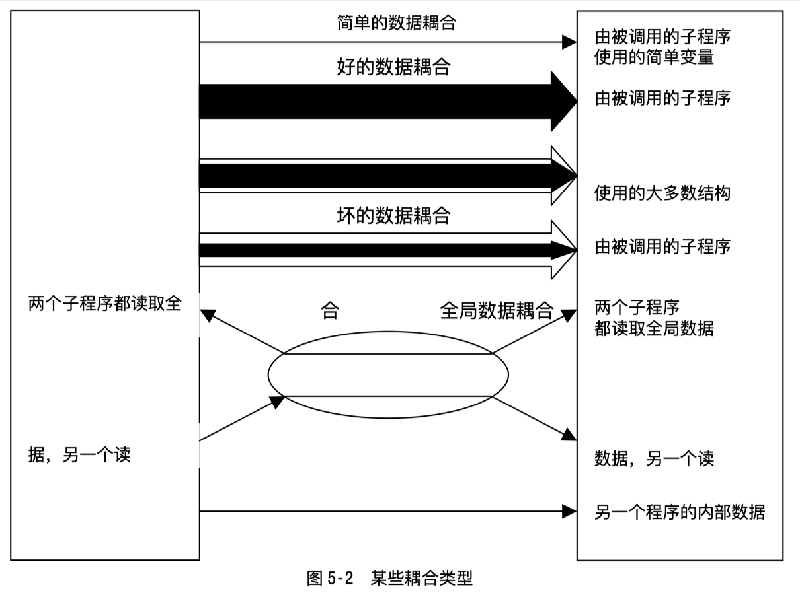 简单的数据耦合
由被调用的子程序
使用的简单变量
好的数据耦合
由被调用的子程序
使用的大多数结构
坏的数据耦合
由被调用的子程序
两个子程序都读取全
合
全局数据耦合
两个子程序
都读取全局数据
据，另一个读
数据，另一个读
另一个程序的内部数据
图 5-2 某些耦合类型